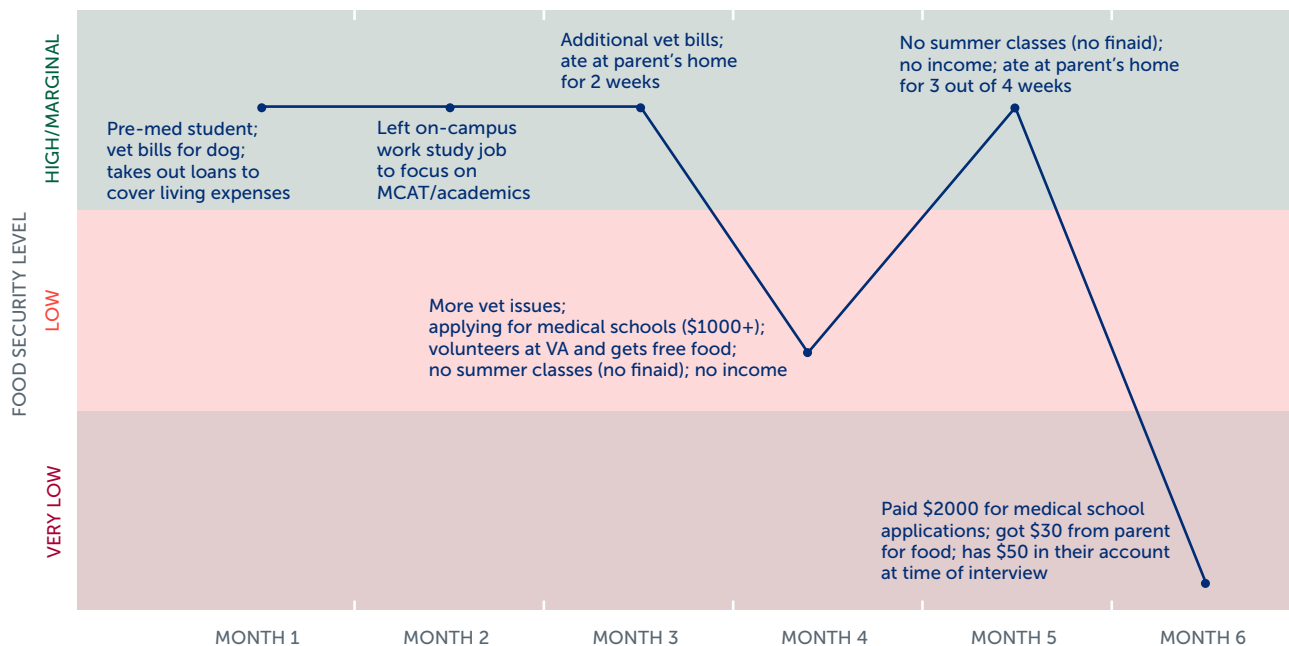 FOOD SECURITY LEVEL
HIGH/MARGINAL
LOW
VERY LOW
Pre-med student;
vet bills for dog;
takes out loans to
cover living expenses
Left on-campus
work study job
to focus on
MCAT/academics
Additional vet bills;
ate at parent's home
for 2 weeks
More vet issues;
applying for medical schools ($1000+);
volunteers at VA and gets free food;
no summer classes (no finaid); no income
No summer classes (no finaid);
no income; ate at parent's home
for 3 out of 4 weeks
Paid $2000 for medical school
applications; got $30 from parent
for food; has $50 in their account
at time of interview
MONTH 1
MONTH 2
MONTH 3
MONTH 4
MONTH 5
MONTH 6